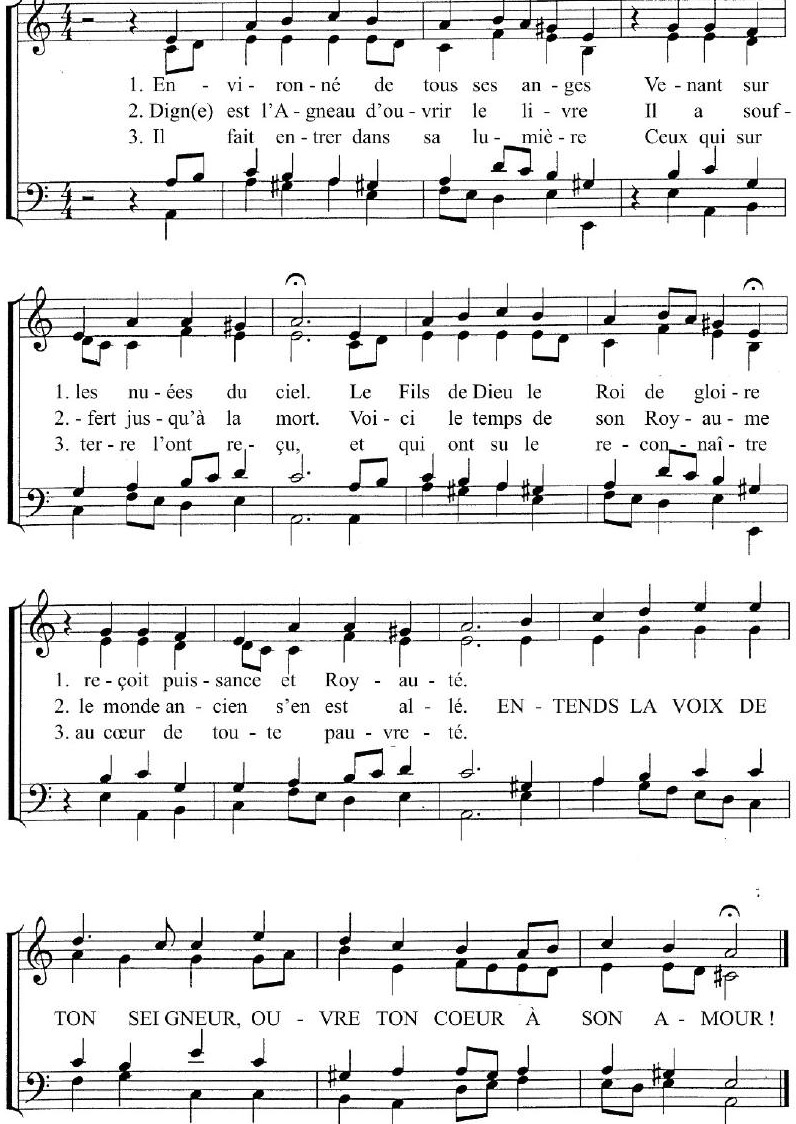 1. En - vi - ron - né de tous ses an - ges Ve - nant sur
2. Dign(e) est l'A - gneau d'ou - vrir le li - vre Il a souf -
3. Il fait en - trer dans sa lu - miè - re Ceux qui sur
1. les nu - ées du ciel. Le Fils de Dieu le Roi de gloi - re
2. - fert jus - qu'à la mort. Voi - ci le temps de son Roy - au - me
3. ter - re l'ont re - çu, et qui ont su le re - con - naî - tre
1. re - çoit puis - sance et Roy - au - té.
2. le monde an - cien s'en est al - lé. EN - TENDS LA VOIX DE
3. au cœur de tou - te pau - vre - té.
TON SEI GNEUR, OU - VRE TON COEUR À SON A - MOUR !